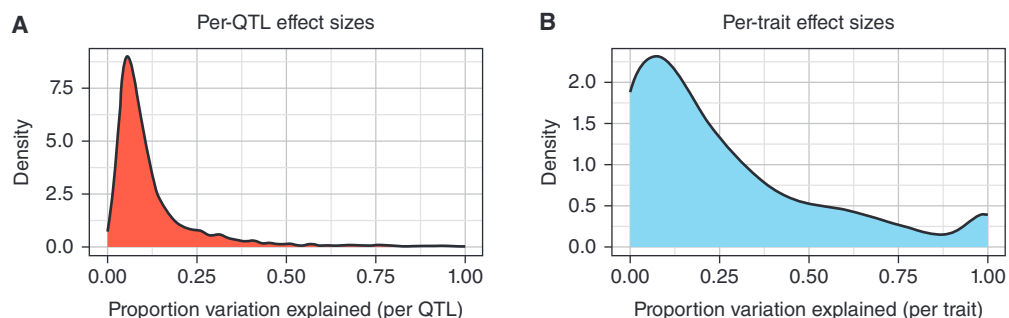 A
Per-QTL effect sizes
Density
7.5
5.0
2.5
0.0
0.00 0.25 0.50 0.75 1.00
Proportion variation explained (per QTL)
B
Per-trait effect sizes
Density
2.0
1.5
1.0
0.5
0.0
0.00 0.25 0.50 0.75 1.00
Proportion variation explained (per trait)